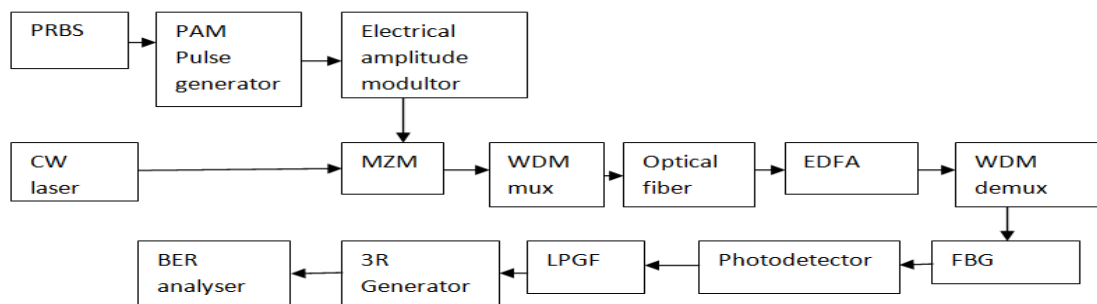 PRBS
PAM
Pulse
generator
Electrical
amplitude
modultor
CW
laser
MZM
WDM
mux
Optical
fiber
EDFA
WDM
demux
BER
analyser
3R
Generator
LPGF
Photodetector
FBG